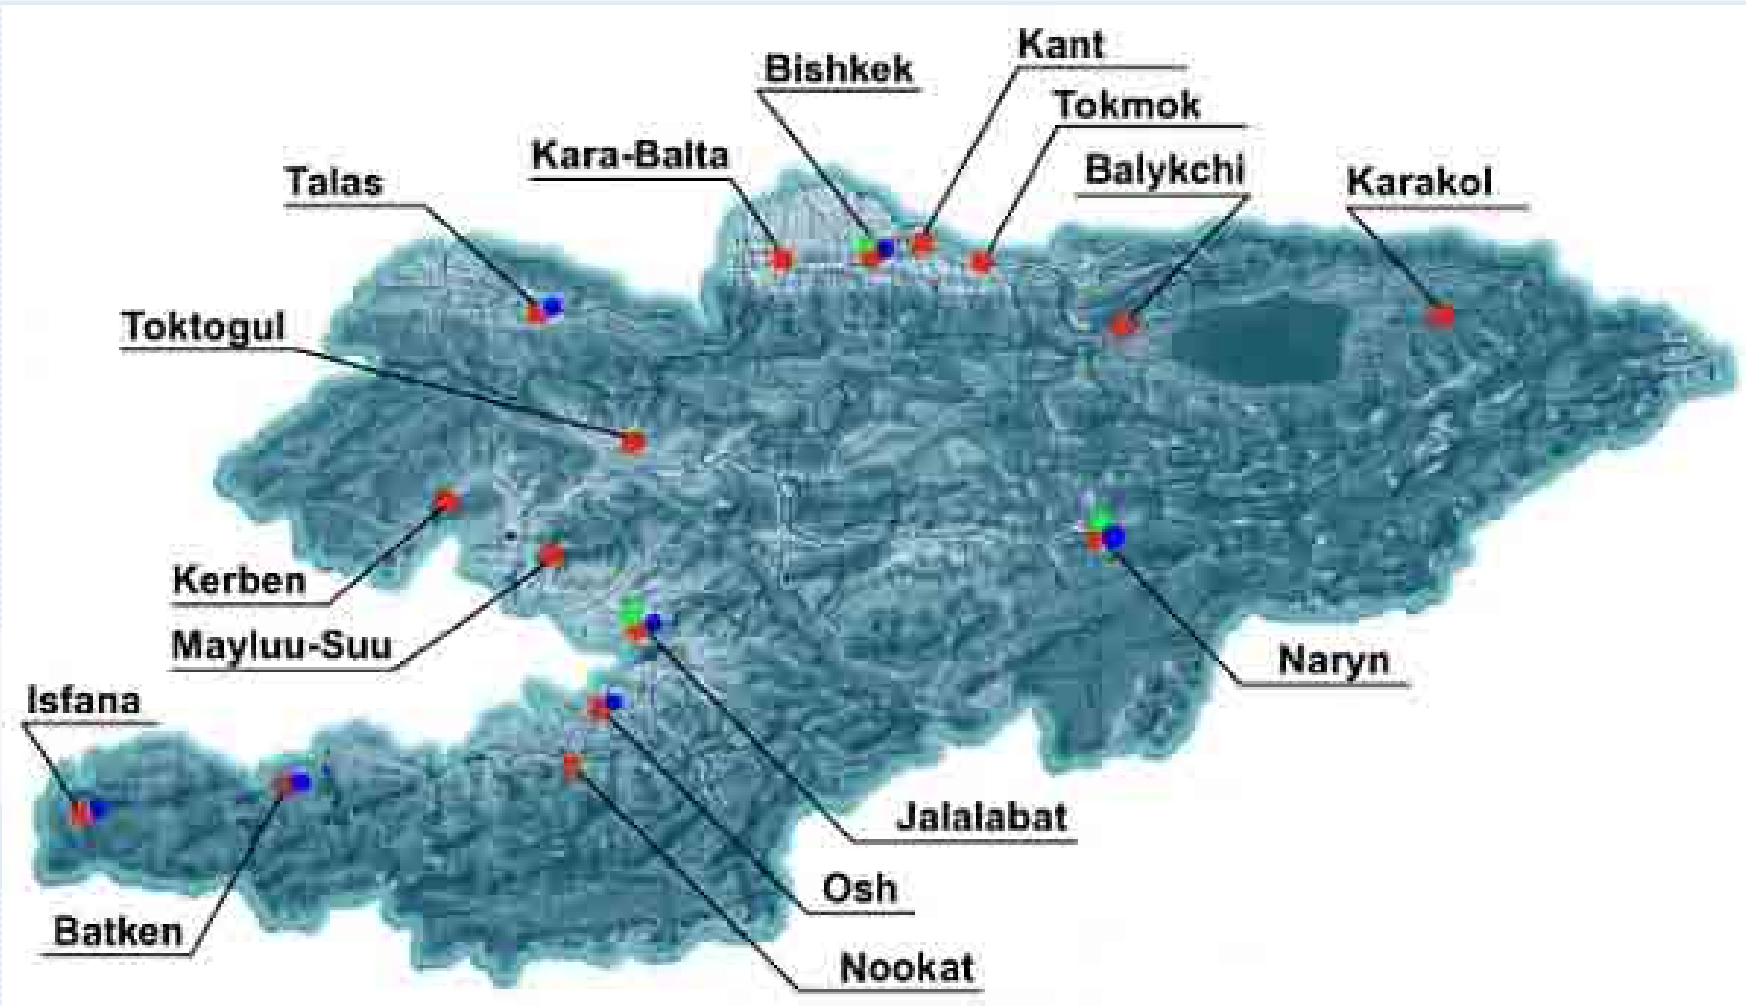 Kant
Bishkek
Tokmok
Kara-Balta
Balykchi
Talas
Karakol
Toktogul
Kerben
Mayluu-Suu
Naryn
Isfana
Jalalabat
Osh
Batken
Nookat